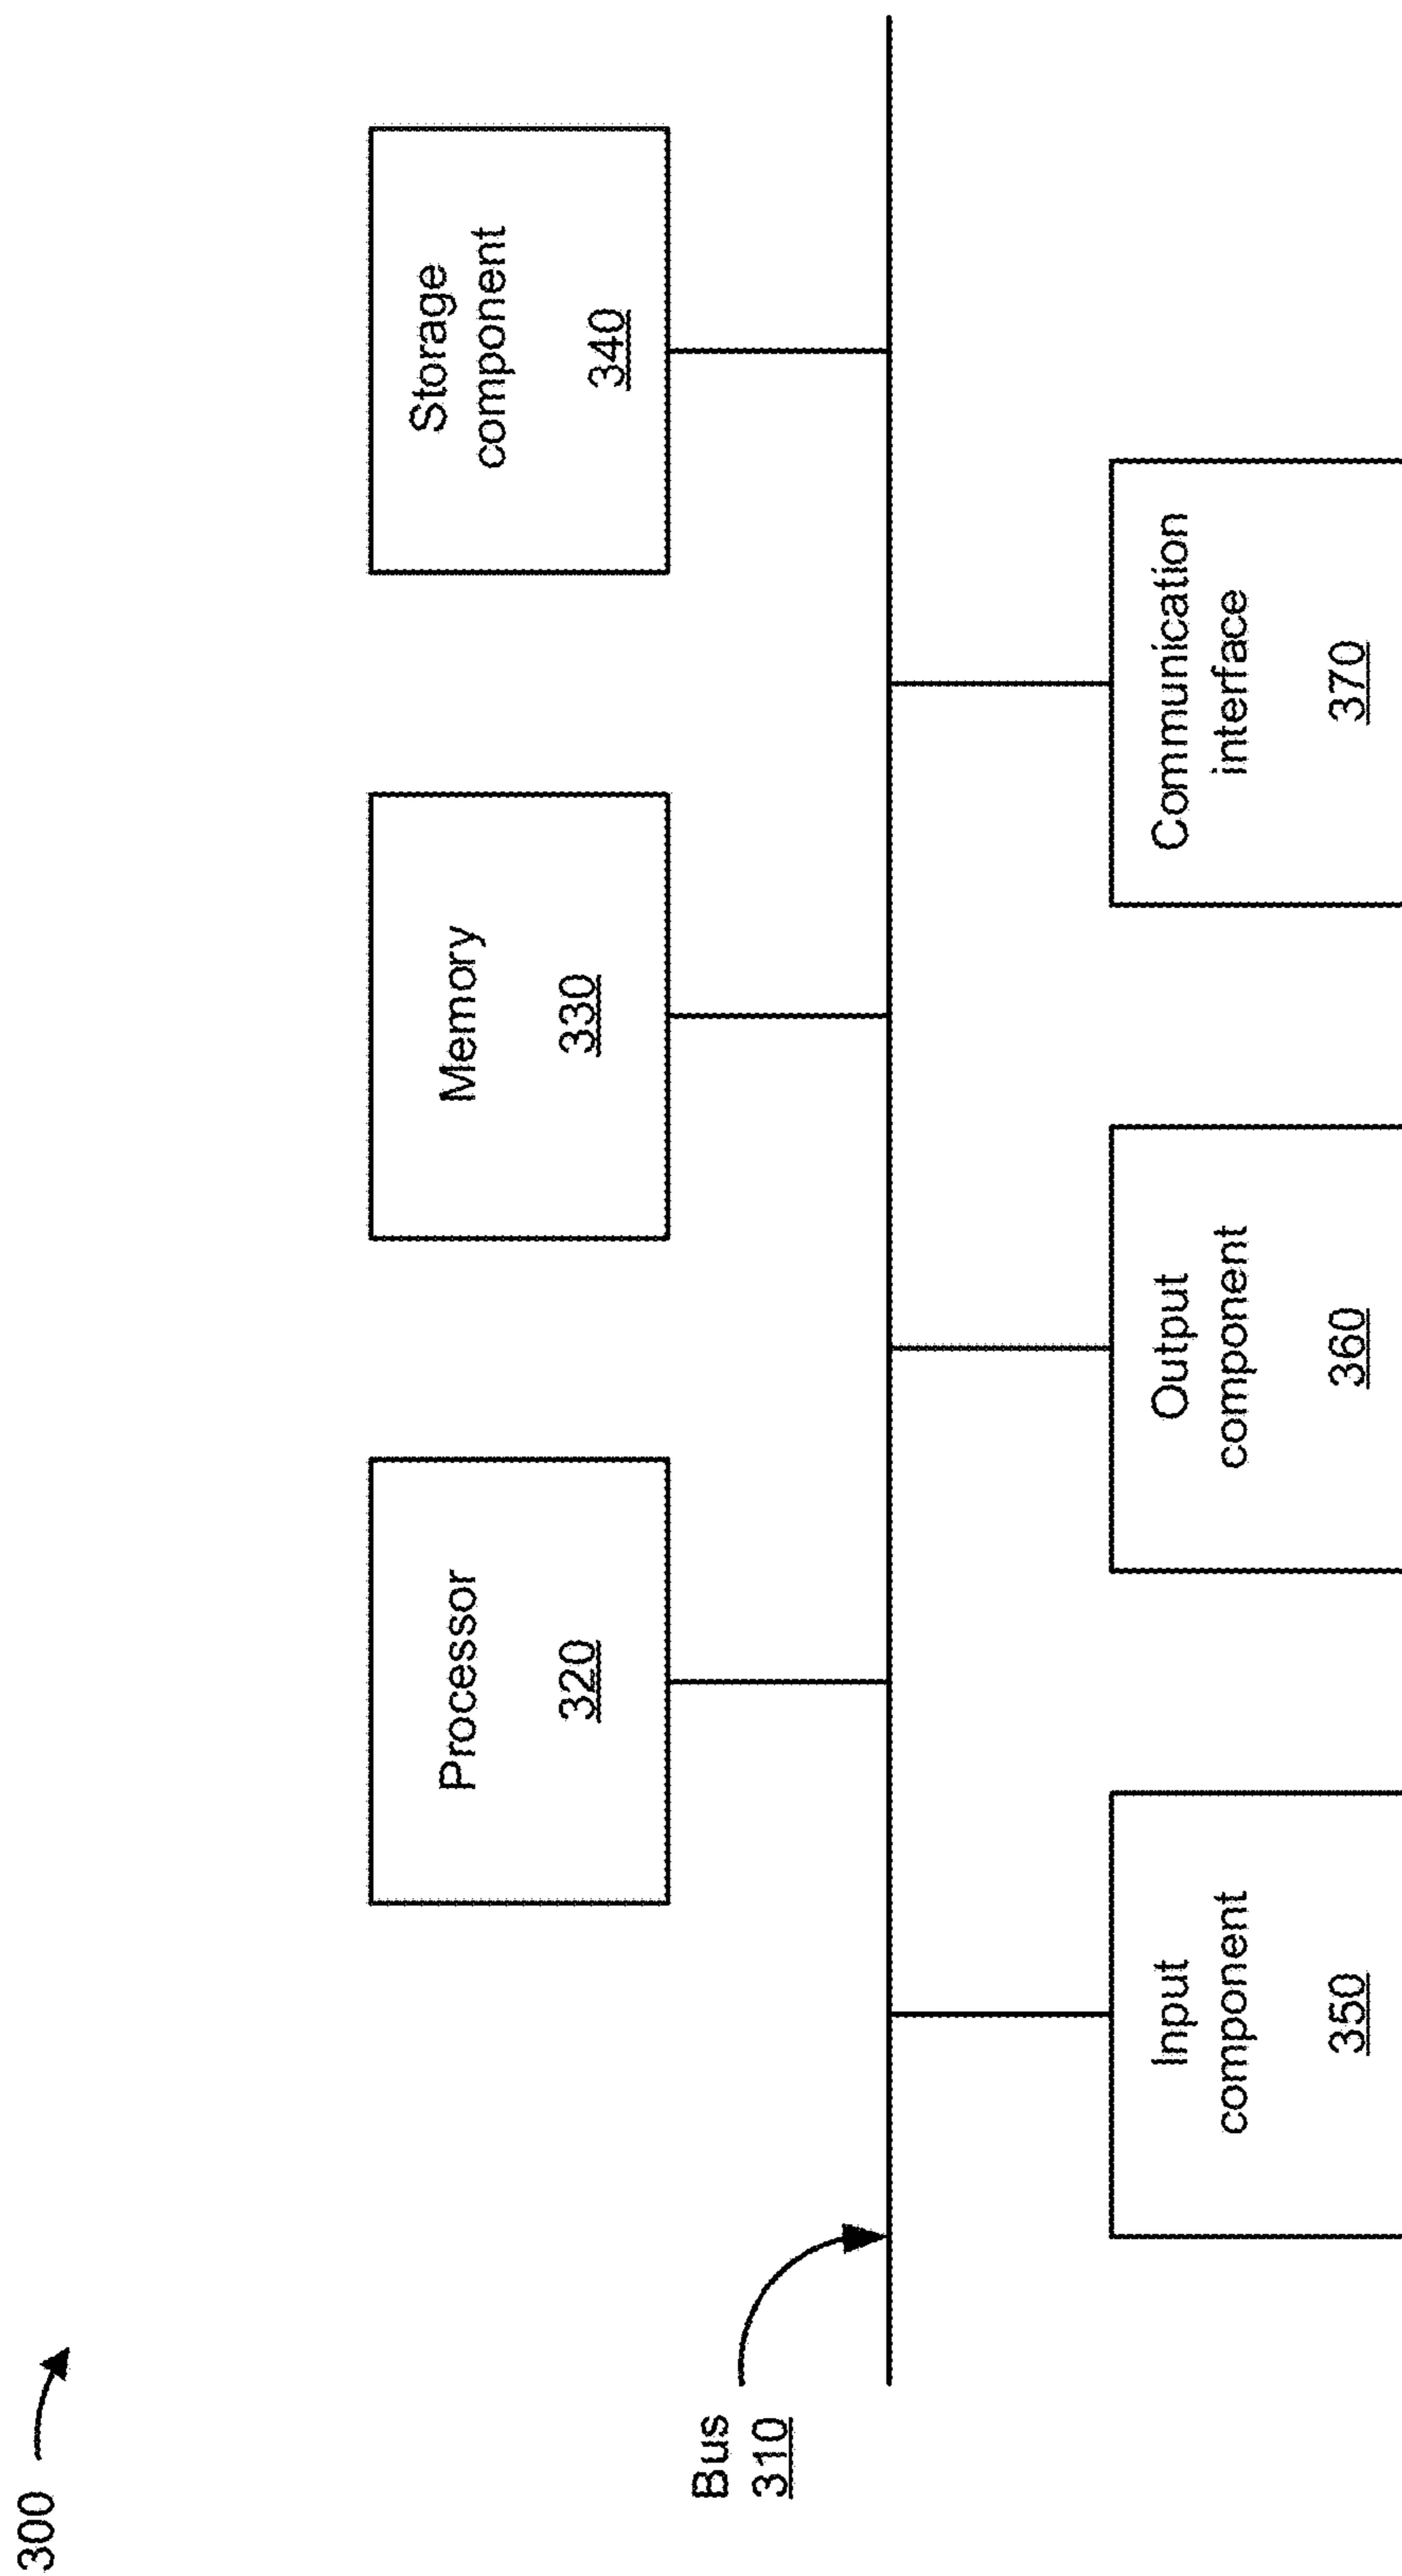 300
Processor
320
Memory
330
Storage
component
340
Bus
310
Input
component
350
Output
component
360
Communication
interface
370